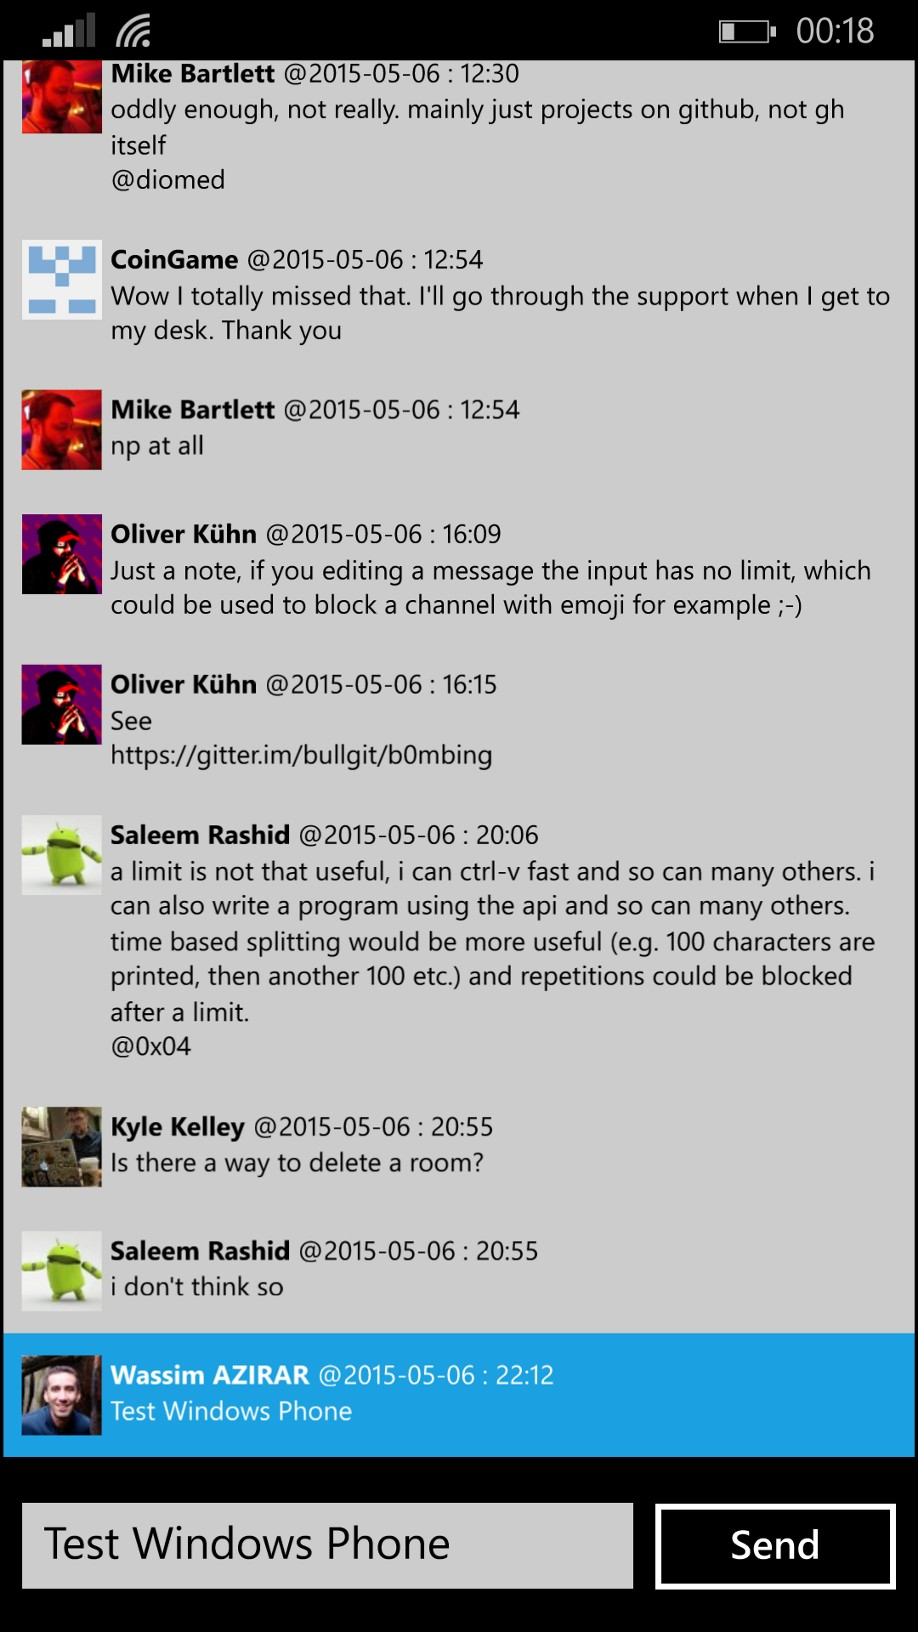 00:18
Mike Bartlett @2015-05-06 : 12:30
oddly enough, not really. mainly just projects on github, not gh
itself
@diomed
CoinGame @2015-05-06 : 12:54
Wow I totally missed that. I'll go through the support when I get to
my desk. Thank you
Mike Bartlett @2015-05-06 : 12:54
np at all
Oliver Kühn @2015-05-06 : 16:09
Just a note, if you editing a message the input has no limit, which
could be used to block a channel with emoji for example ;-)
Oliver Kühn @2015-05-06 : 16:15
See
https://gitter.im/bullgit/b0mbing
Saleem Rashid @2015-05-06 : 20:06
a limit is not that useful, i can ctrl-v fast and so can many others. i
can also write a program using the api and so can many others.
time based splitting would be more useful (e.g. 100 characters are
printed, then another 100 etc.) and repetitions could be blocked
after a limit.
@0x04
Kyle Kelley @2015-05-06 : 20:55
Is there a way to delete a room?
Saleem Rashid @2015-05-06 : 20:55
i don't think so
Wassim AZIRAR @2015-05-06 : 22:12
Test Windows Phone
Test Windows Phone
Send